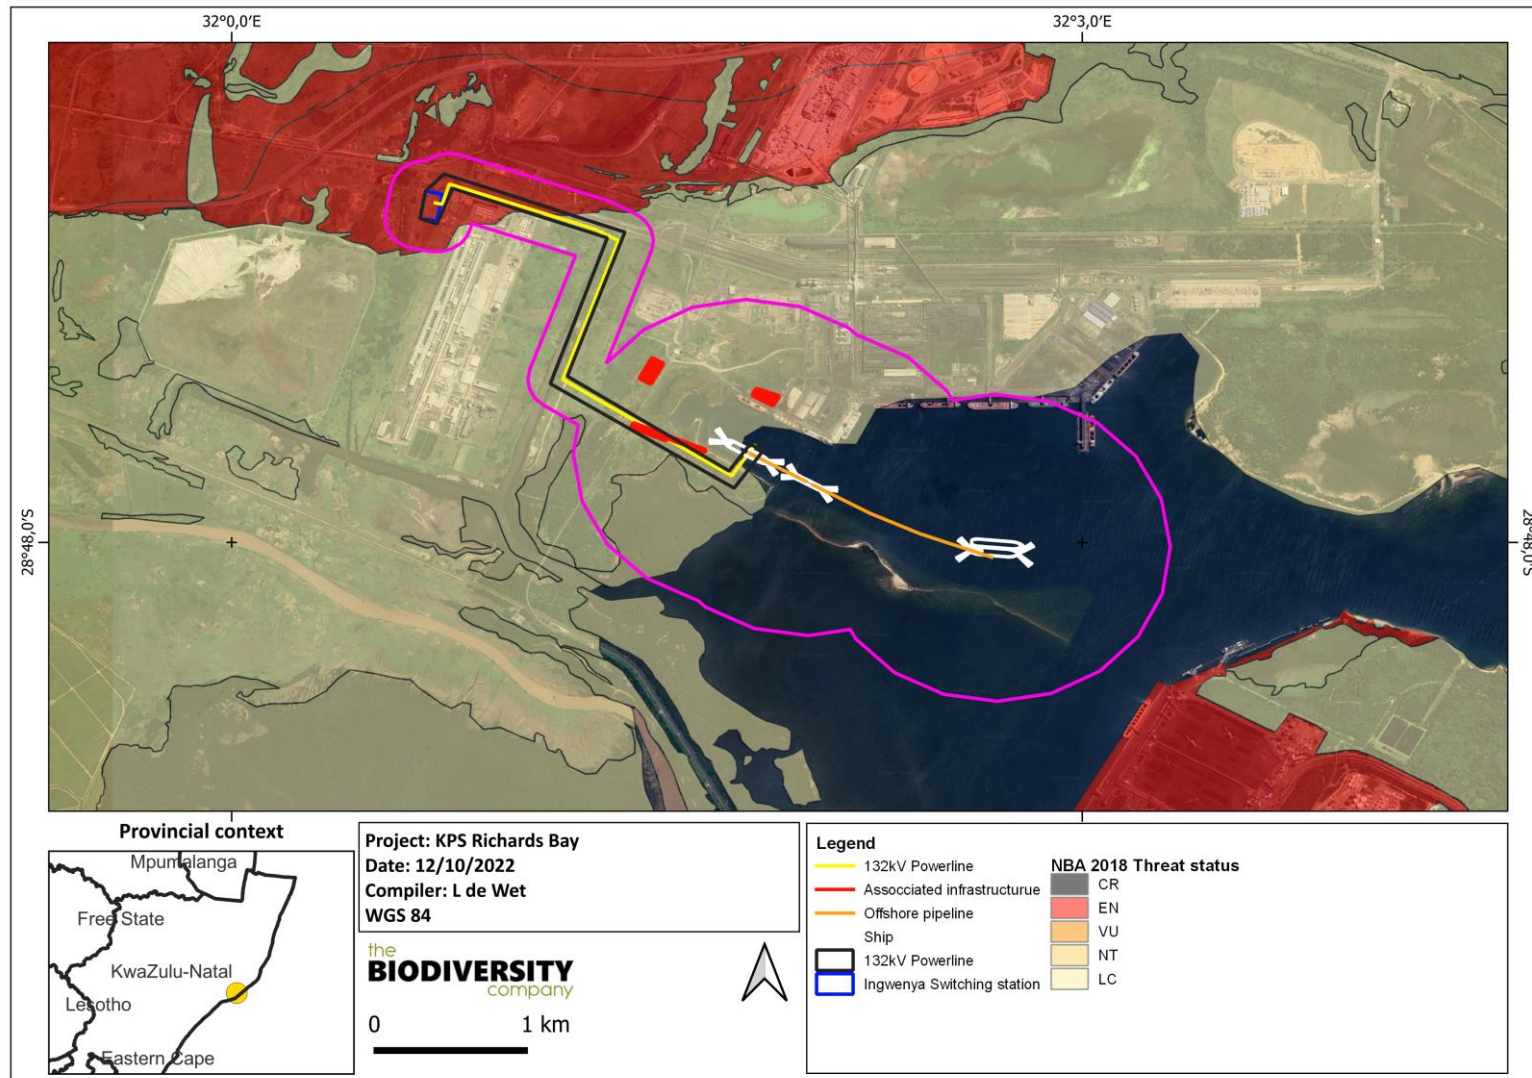 32°0,0'E
32°3,0'E
28°48,0'S
28°48,0'S
Provincial context
Mpumalanga
Free State
KwaZulu-Natal
Lesotho
Eastern Cape
Project: KPS Richards Bay
Date: 12/10/2022
Compiler: L de Wet
WGS 84
the
BIODIVERSITY
company
0 1 km
Legend
132kV Powerline
Assocciated infrastructurue
Offshore pipeline
Ship
132kV Powerline
Ingwenya Switching station
NBA 2018 Threat status
CR
EN
VU
NT
LC